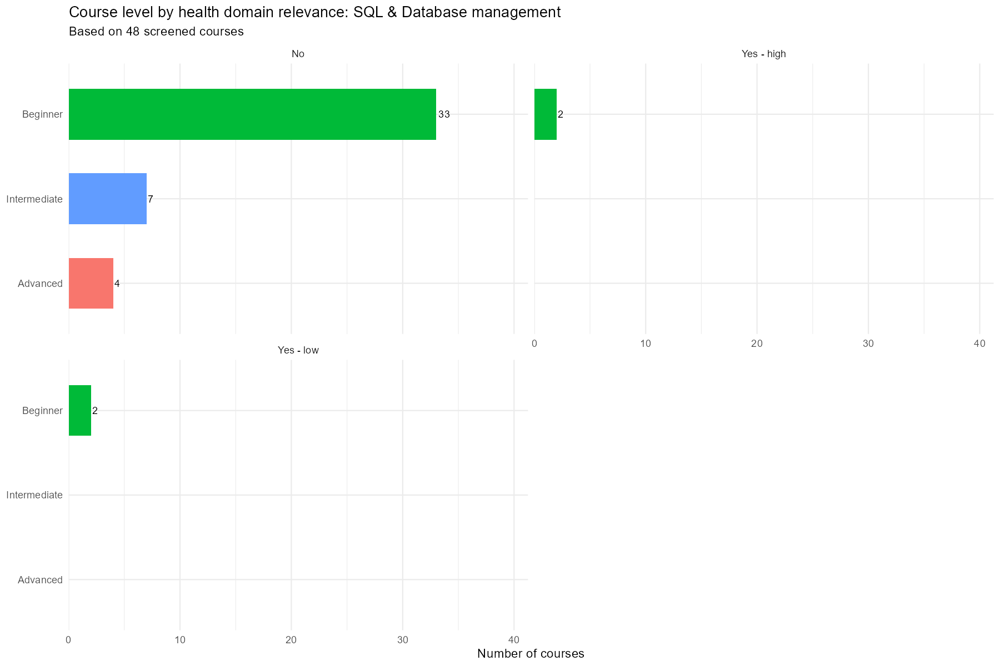 Course level by health domain relevance: SQL & Database management
Based on 48 screened courses
No
Beginner
33
Intermediate
7
Advanced
4
Yes - high
2
0 10 20 30 40
Yes - low
Beginner
2
Intermediate
Advanced
0 10 20 30 40
Number of courses